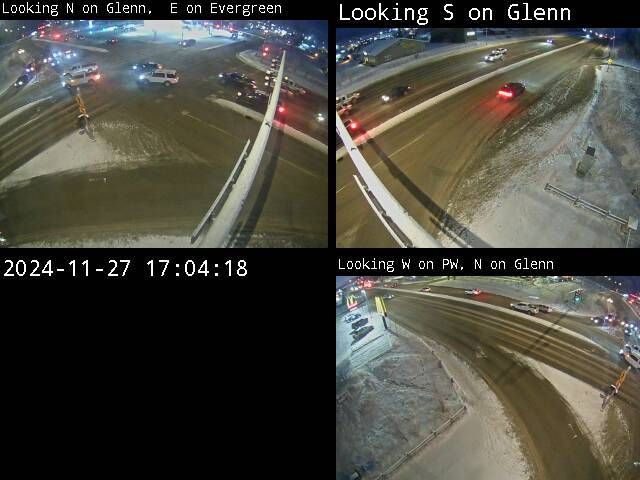 Looking N on Glenn,  E on Evergreen
Looking S on Glenn
2024-11-27 17:04:18
Looking W on PW, N on Glenn